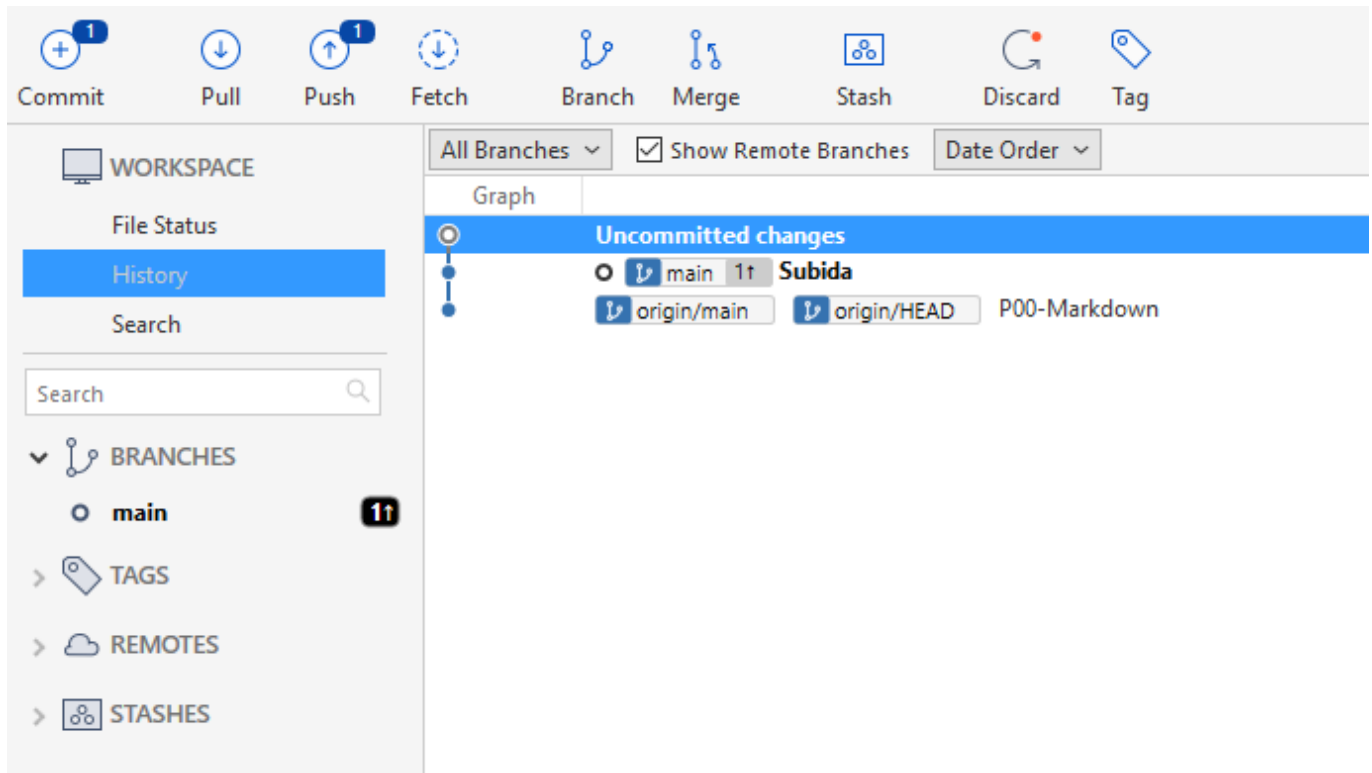 1 1
Commit Pull Push Fetch Branch Merge Stash Discard Tag
WORKSPACE
File Status
History
Search
Search
BRANCHES
main 1↑
TAGS
REMOTES
STASHES
All Branches Show Remote Branches Date Order
Graph
Uncommitted changes
main 1↑ Subida
origin/main origin/HEAD P00-Markdown